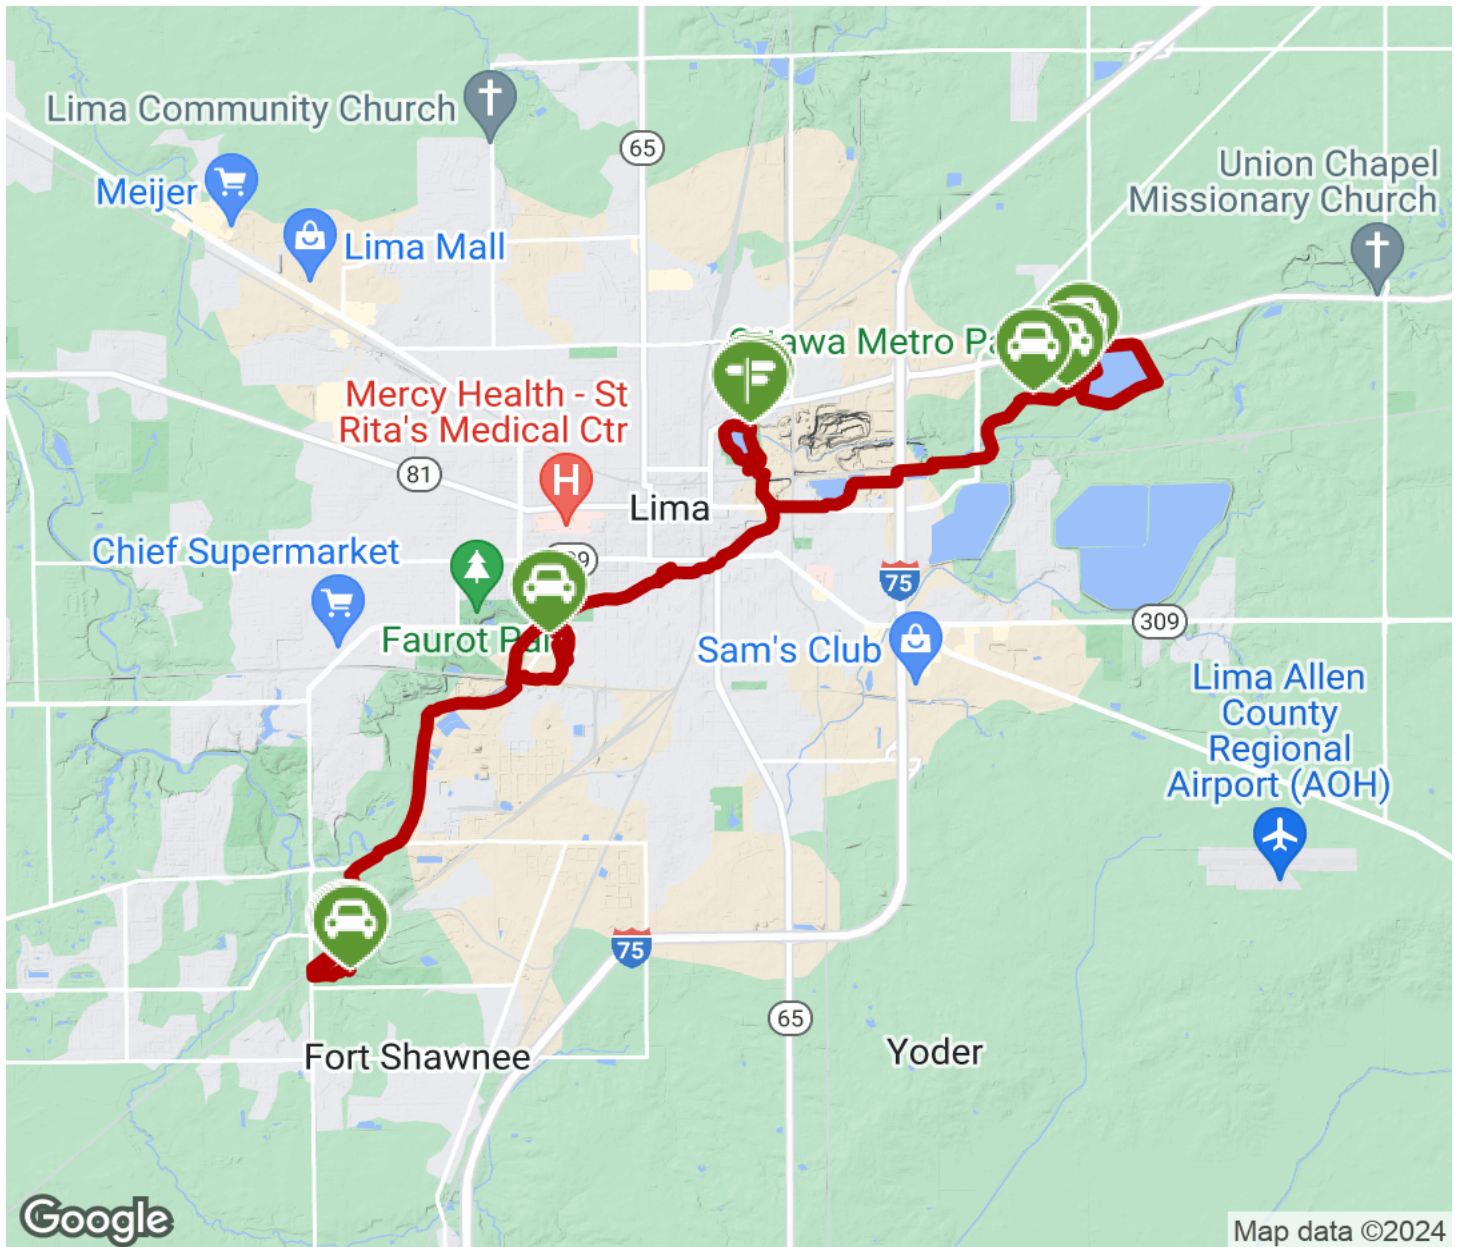 Lima Community Church
65
Union Chapel
Missionary Church
Meijer
Lima Mall
Metro
Mercy Health - St
Rita's Medical Ctr
81
Lima
Chief Supermarket
75
309
Faurot
Sam's Club
Lima Allen
County
Regional
Airport (AOH)
75
65
Fort Shawnee
Yoder
Google
Map data ©2024